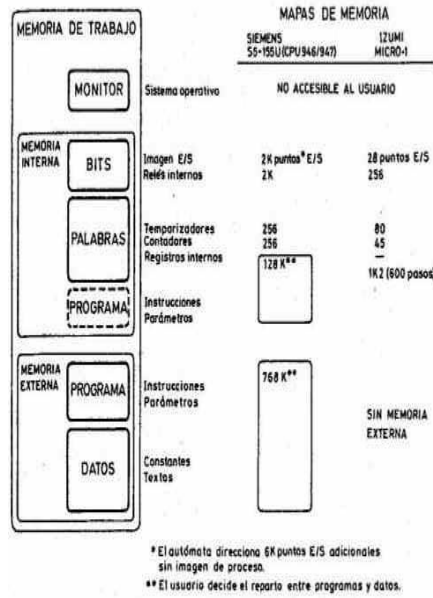 MEMORIA DE TRABAJO
MAPAS DE MEMORIA
SIEMENS
S5-155U (CPU 946/947)
IZUMI
MICRO-1
MONITOR
Sistema operativo
NO ACCESIBLE AL USUARIO
MEMORIA
INTERNA
BITS
Imagen E/S
2K puntos* E/S
28 puntos E/S
Relés internos
2K
256
PALABRAS
Temporizadores
256
80
Contadores
256
45
Registros internos
128 K**
—
1K2 (600 pasos)
PROGRAMA
Instrucciones
Parámetros
MEMORIA
EXTERNA
PROGRAMA
Instrucciones
Parámetros
768 K**
SIN MEMORIA
EXTERNA
DATOS
Constantes
Textos
* El autómata direcciona 6K puntos E/S adicionales
sin imagen de proceso.
** El usuario decide el reparto entre programas y datos.